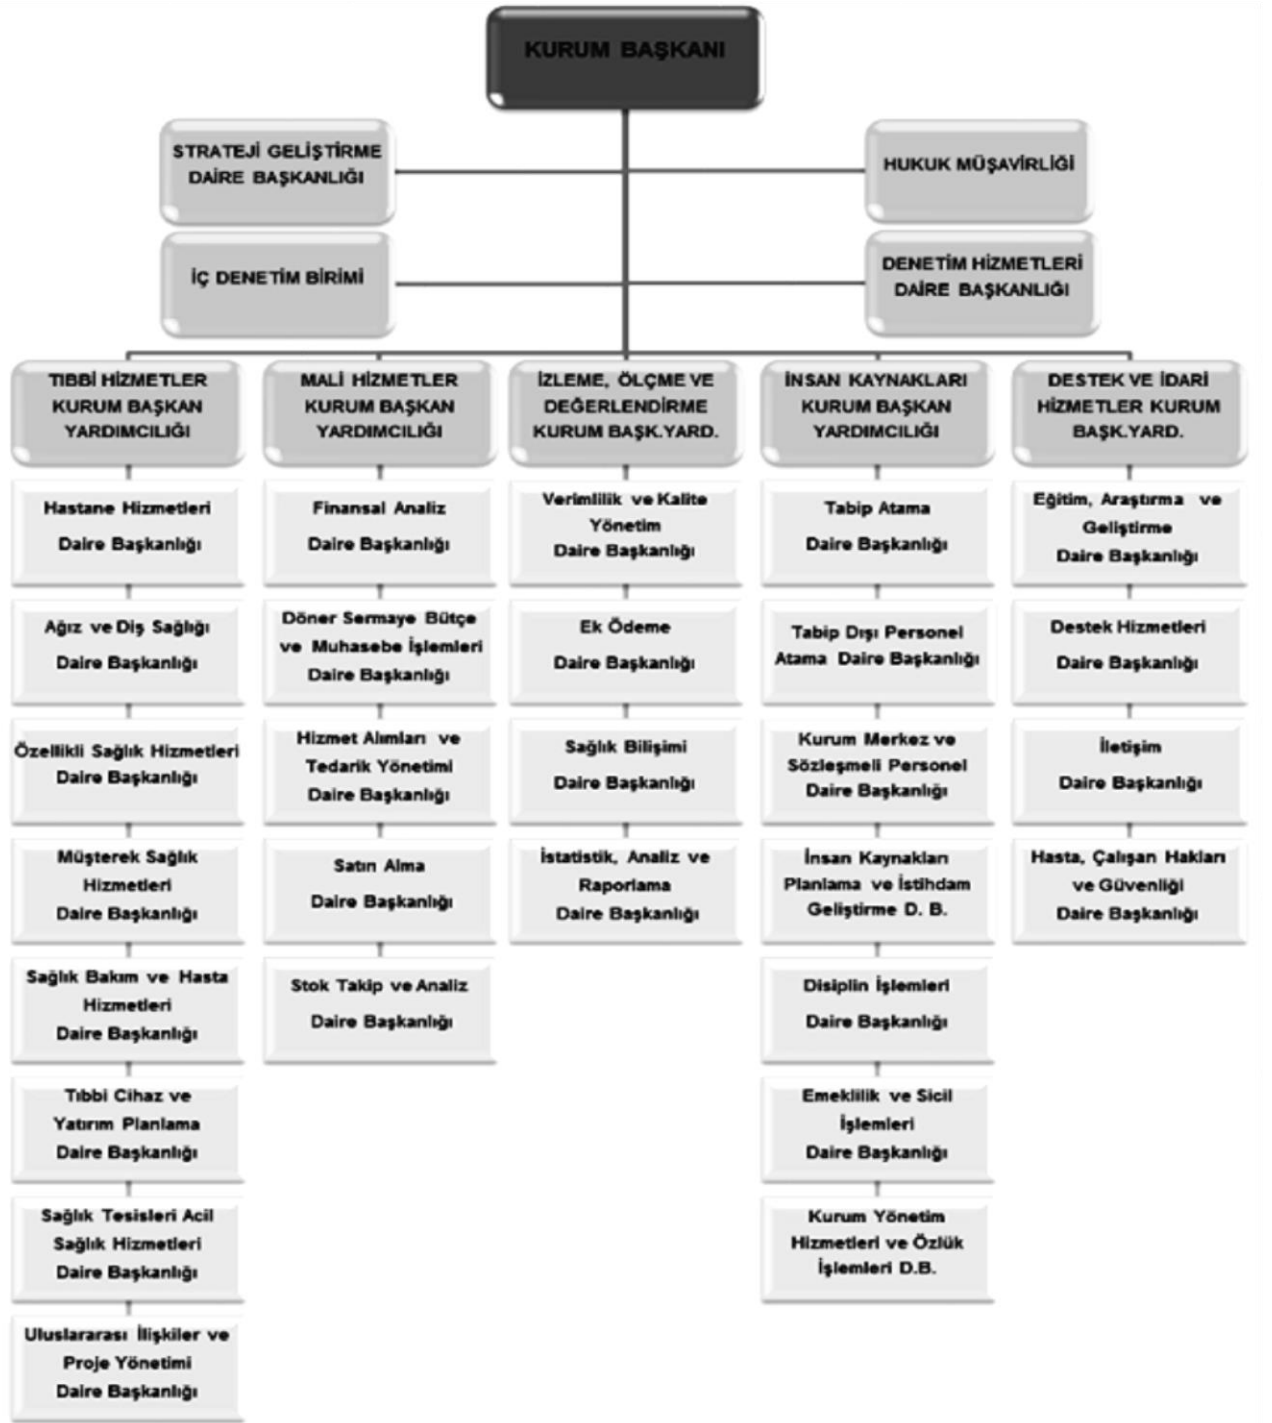 KURUM BAŞKANI
STRATEJİ GELİŞTİRME
DAİRE BAŞKANLIĞI
HUKUK MÜŞAVİRLİĞİ
İÇ DENETİM BİRİMİ
DENETİM HİZMETLERİ
DAİRE BAŞKANLIĞI
TIBBİ HİZMETLER
KURUM BAŞKAN
YARDIMCILIĞI
Hastane Hizmetleri
Daire Başkanlığı
Ağız ve Diş Sağlığı
Daire Başkanlığı
Özellikli Sağlık Hizmetleri
Daire Başkanlığı
Müşterek Sağlık
Hizmetleri
Daire Başkanlığı
Sağlık Bakım ve Hasta
Hizmetleri
Daire Başkanlığı
Tıbbi Cihaz ve
Yatırım Planlama
Daire Başkanlığı
Sağlık Tesisleri Acil
Sağlık Hizmetleri
Daire Başkanlığı
Uluslararası İlişkiler ve
Proje Yönetimi
Daire Başkanlığı
MALİ HİZMETLER
KURUM BAŞKAN
YARDIMCILIĞI
Finansal Analiz
Daire Başkanlığı
Döner Sermaye Bütçe
ve Muhasebe İşlemleri
Daire Başkanlığı
Hizmet Alımları ve
Tedarik Yönetimi
Daire Başkanlığı
Satın Alma
Daire Başkanlığı
Stok Takip ve Analiz
Daire Başkanlığı
İZLEME, ÖLÇME VE
DEĞERLENDİRME
KURUM BAŞK.YARD.
Verimlilik ve Kalite
Yönetim
Daire Başkanlığı
Ek Ödeme
Daire Başkanlığı
Sağlık Bilişimi
Daire Başkanlığı
İstatistik, Analiz ve
Raporlama
Daire Başkanlığı
İNSAN KAYNAKLARI
KURUM BAŞKAN
YARDIMCILIĞI
Tabip Atama
Daire Başkanlığı
Tabip Dışı Personel
Atama Daire Başkanlığı
Kurum Merkez ve
Sözleşmeli Personel
Daire Başkanlığı
İnsan Kaynakları
Planlama ve İstihdam
Geliştirme D. B.
Disiplin İşlemleri
Daire Başkanlığı
Emeklilik ve Sicil
İşlemleri
Daire Başkanlığı
Kurum Yönetim
Hizmetleri ve Özlük
İşlemleri D.B.
DESTEK VE İDARİ
HİZMETLER KURUM
BAŞK.YARD.
Eğitim, Araştırma ve
Geliştirme
Daire Başkanlığı
Destek Hizmetleri
Daire Başkanlığı
İletişim
Daire Başkanlığı
Hasta, Çalışan Hakları
ve Güvenliği
Daire Başkanlığı